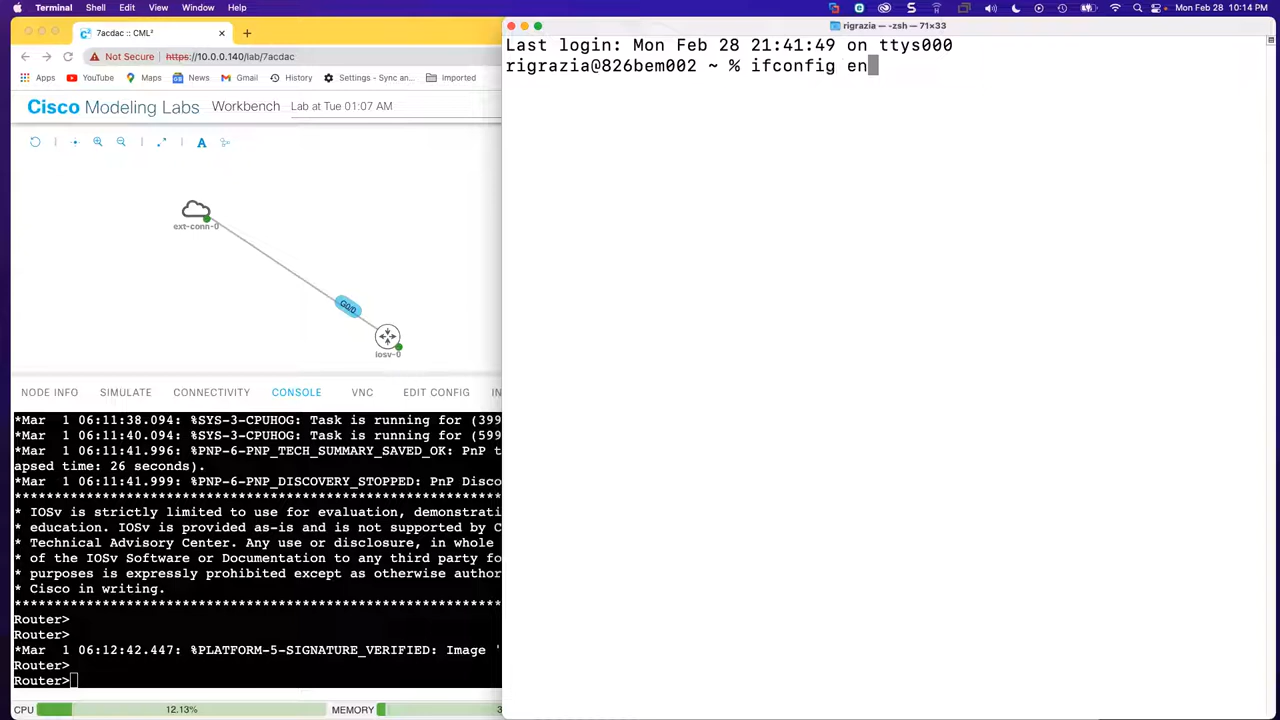 Terminal Shell Edit View Window Help
Mon Feb 28 10:14 PM
7acdac :: CML²
Not Secure https://10.0.0.140/lab/7acdac
Apps YouTube Maps News Gmail History Settings - Syn... Imported
Cisco Modeling Labs Workbench Lab at Tue 01:07 AM
A
ext-conn-0
G0/0
iosv-0
NODE INFO SIMULATE CONNECTIVITY CONSOLE VNC EDIT CONFIG IN
*Mar 1 06:11:38.094: %SYS-3-CPUHOG: Task is running for (399
*Mar 1 06:11:40.094: %SYS-3-CPUHOG: Task is running for (599
*Mar 1 06:11:41.996: %PNP-6-PNP_TECH_SUMMARY_SAVED_OK: PnP t
apsed time: 26 seconds).
*Mar 1 06:11:41.999: %PNP-6-PNP_DISCOVERY_STOPPED: PnP Disco
**************************************************************
* IOSv is strictly limited to use for evaluation, demonstrati
* education. IOSv is provided as-is and is not supported by C
* Technical Advisory Center. Any use or disclosure, in whole
* of the IOSv Software or Documentation to any third party fo
* purposes is expressly prohibited except as otherwise author
* Cisco in writing.
**************************************************************
Router>
Router>
*Mar 1 06:12:42.447: %PLATFORM-5-SIGNATURE_VERIFIED: Image '
Router>
Router>
CPU 12.13% MEMORY 3
rigrazia — -zsh — 71×33
Last login: Mon Feb 28 21:41:49 on ttys000
rigrazia@826bem002 ~ % ifconfig en